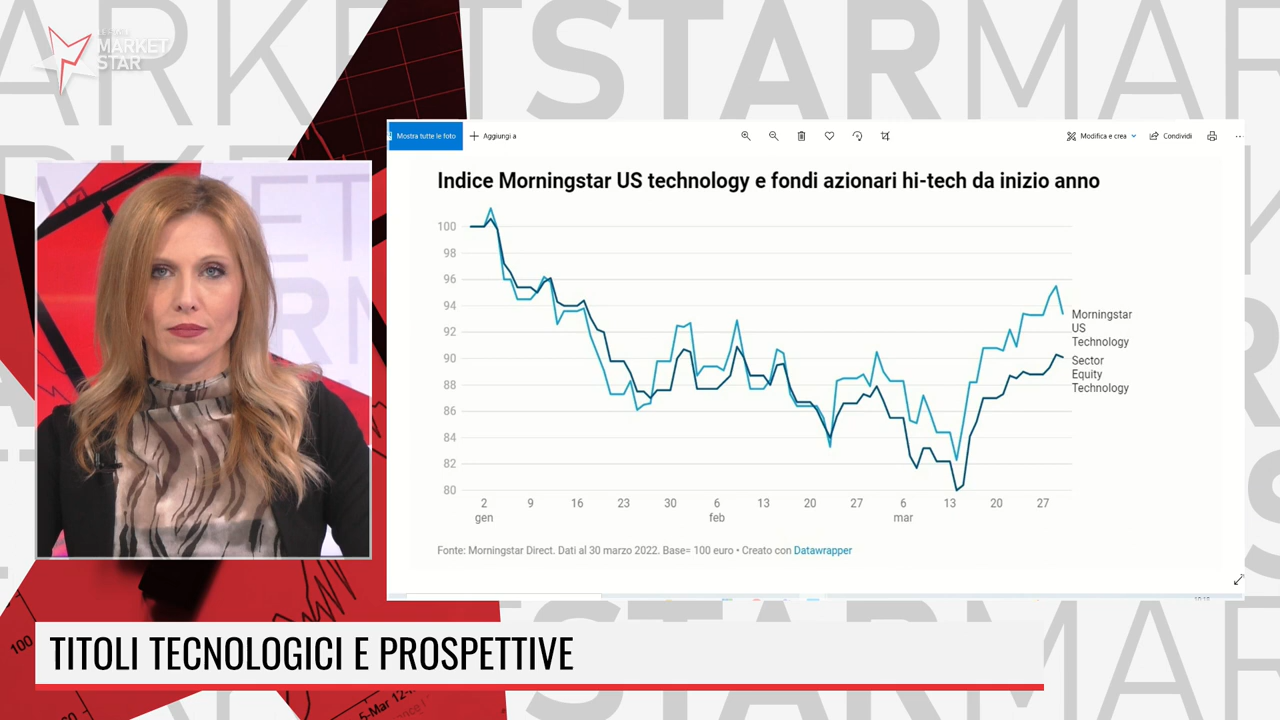 MARKET
STAR
MARKETSTARMAR
Mostra tutte le foto
Aggiungi a
Modifica e crea
Condividi
Indice Morningstar US technology e fondi azionari hi-tech da inizio anno
100
98
96
94
92
90
88
86
84
82
80
Morningstar
US
Technology
Sector
Equity
Technology
2 9 16 23 30 6 13 20 27 6 13 20 27
gen feb mar
Fonte: Morningstar Direct. Dati al 30 marzo 2022. Base= 100 euro • Creato con Datawrapper
TITOLI TECNOLOGICI E PROSPETTIVE
100